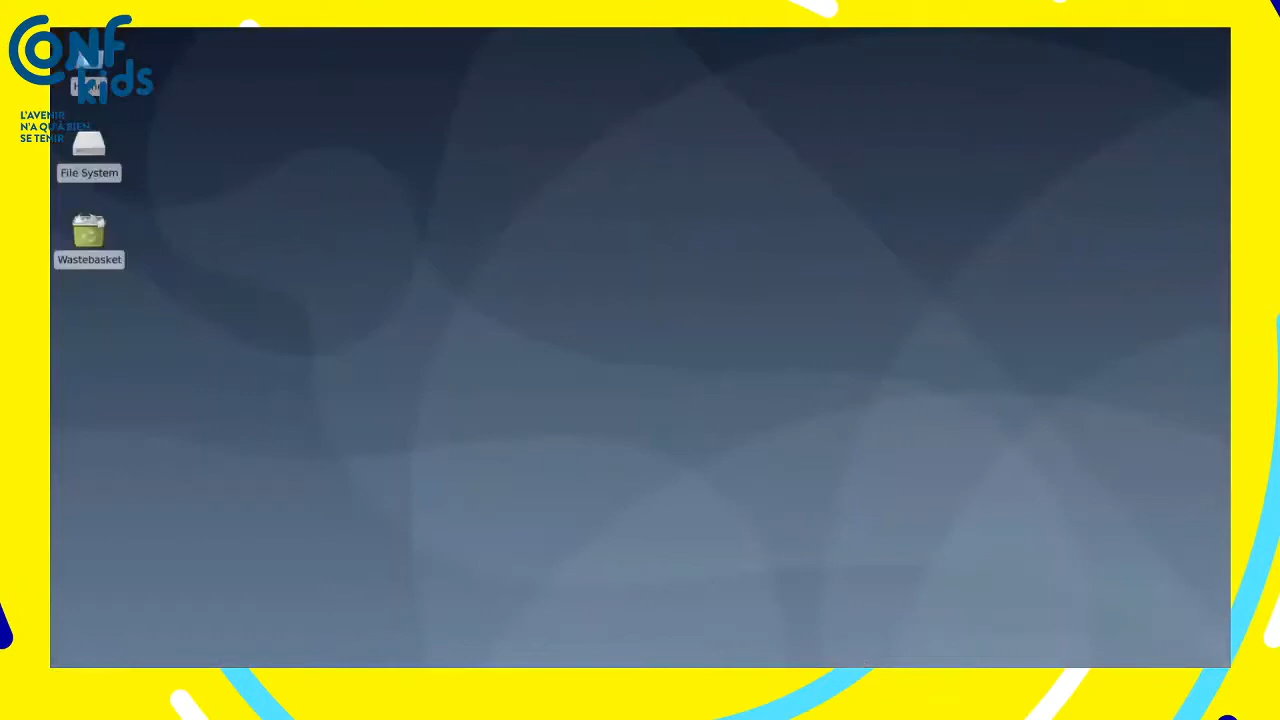 CONF
kids
L'AVENIR
N'A QU'À BIEN
SE TENIR
File System
Wastebasket